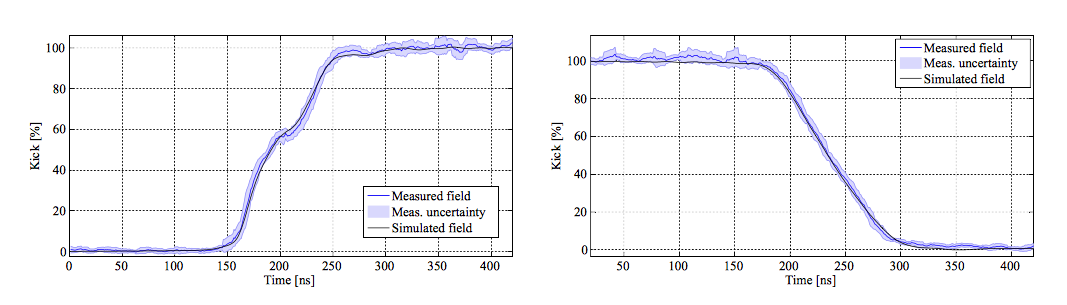 100
80
60
40
20
0
Kick [%]
0 50 100 150 200 250 300 350 400
Time [ns]
Measured field
Meas. uncertainty
Simulated field
100
80
60
40
20
0
Kick [%]
50 100 150 200 250 300 350 400
Time [ns]
Measured field
Meas. uncertainty
Simulated field